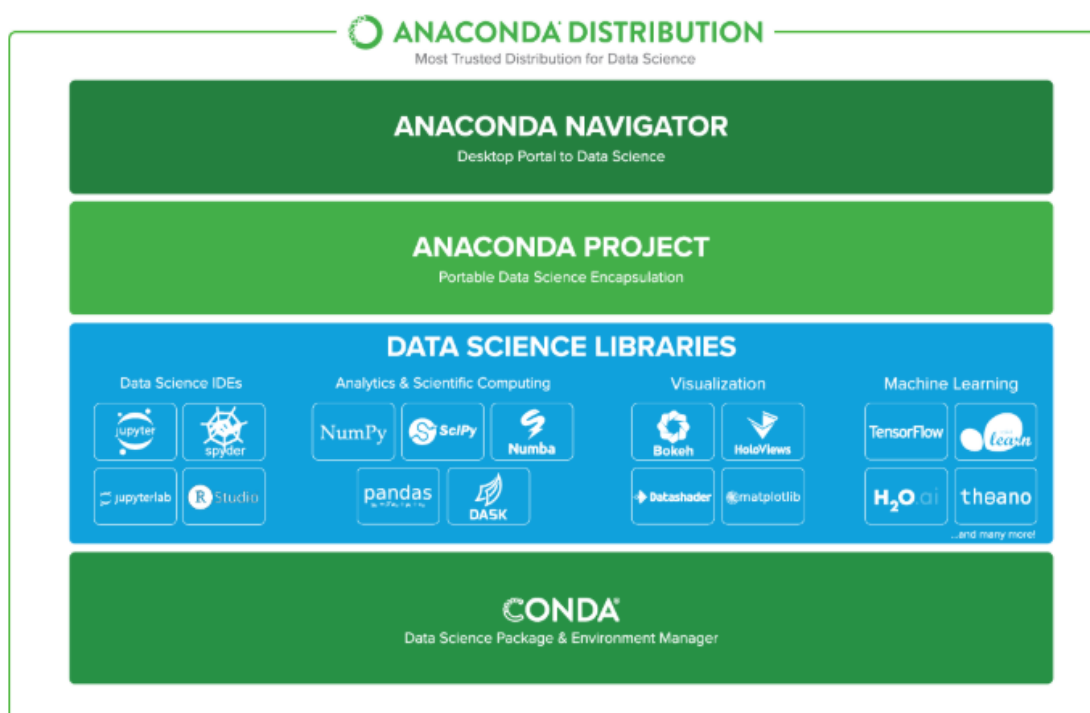 ANACONDA DISTRIBUTION
Most Trusted Distribution for Data Science
ANACONDA NAVIGATOR
Desktop Portal to Data Science
ANACONDA PROJECT
Portable Data Science Encapsulation
DATA SCIENCE LIBRARIES
Data Science IDEs
jupyter
spyder
jupyterlab
R Studio
Analytics & Scientific Computing
NumPy
SciPy
Numba
pandas
DASK
Visualization
Bokeh
HoloViews
Datashader
matplotlib
Machine Learning
TensorFlow
learn
H2O.ai
theano
...and many more!
CONDA
Data Science Package & Environment Manager